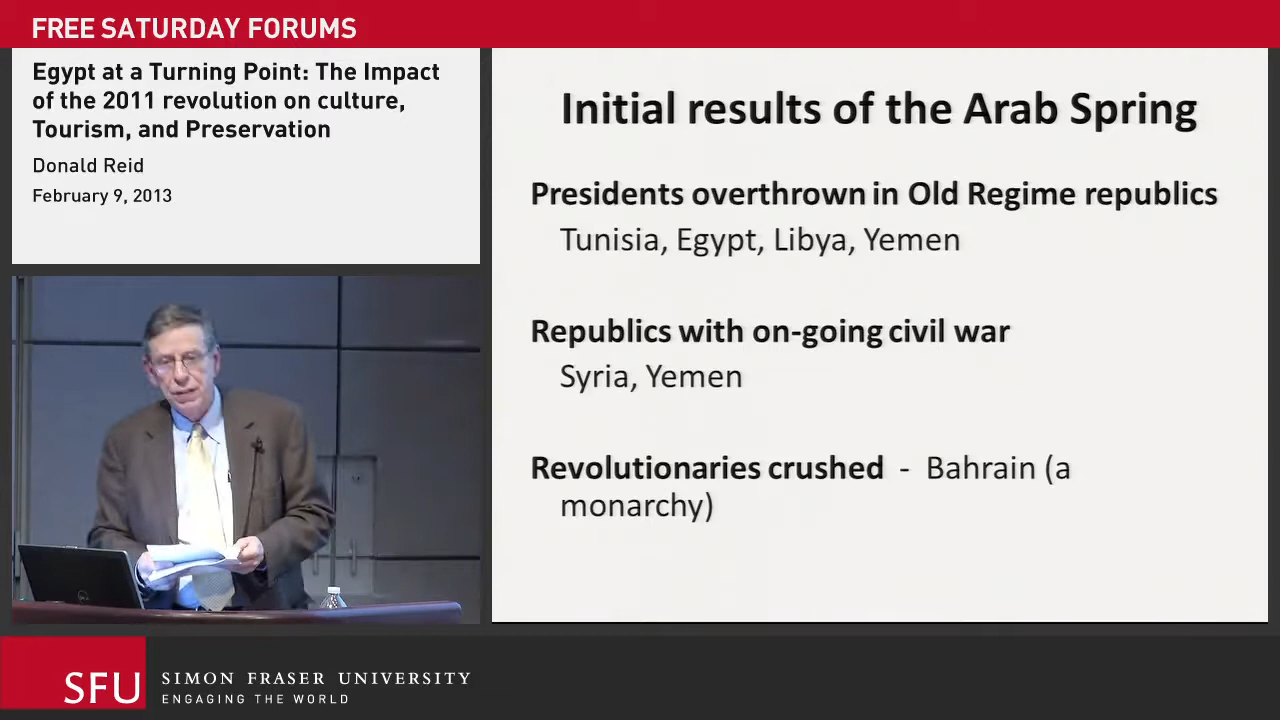 FREE SATURDAY FORUMS
Egypt at a Turning Point: The Impact
of the 2011 revolution on culture,
Tourism, and Preservation
Donald Reid
February 9, 2013
Initial results of the Arab Spring
Presidents overthrown in Old Regime republics
Tunisia, Egypt, Libya, Yemen
Republics with on-going civil war
Syria, Yemen
Revolutionaries crushed - Bahrain (a
monarchy)
SFU
SIMON FRASER UNIVERSITY
ENGAGING THE WORLD